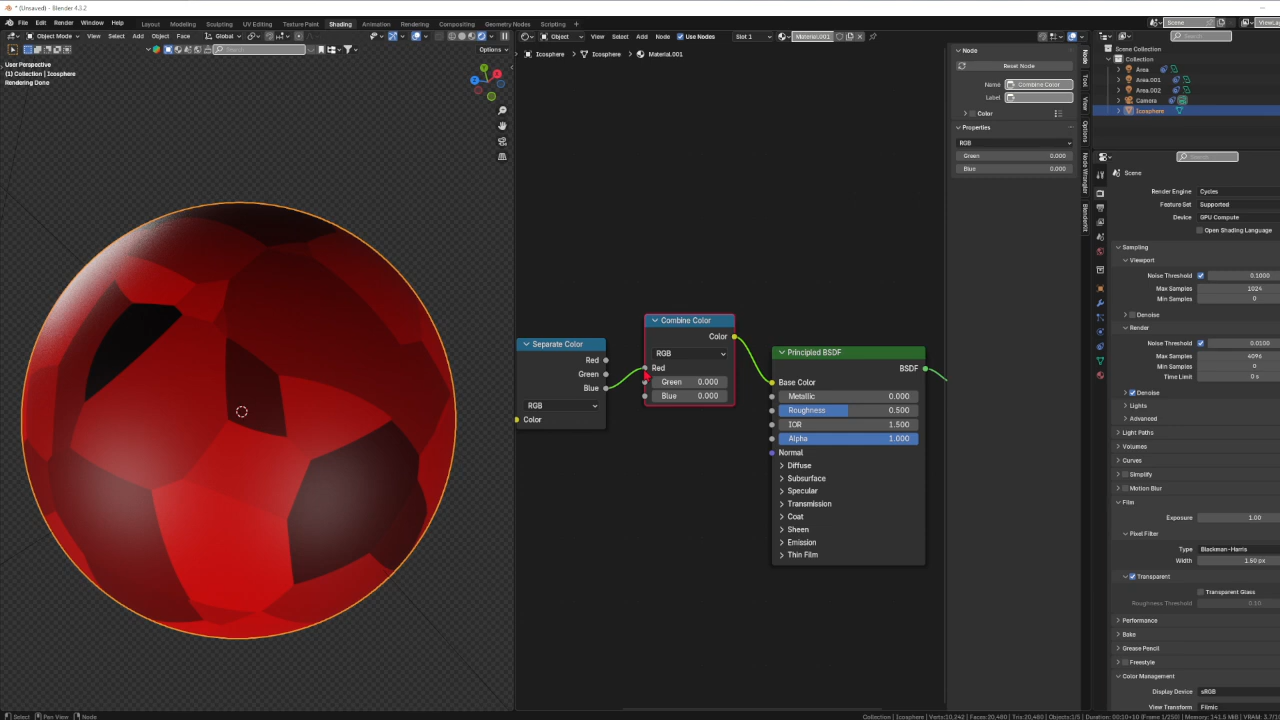 * (Unsaved) - Blender 4.3.2
File Edit Render Window Help Layout Modeling Sculpting UV Editing Texture Paint Shading Animation Rendering Compositing Geometry Nodes Scripting Scene
Object Mode View Select Add Object Face Global
Object View Select Add Node Use Nodes Slot 1 Material.001
Search
Options
Search
User Perspective
(1) Collection | Icosphere
Rendering Done
Icosphere Icosphere Material.001
Combine Color
Color
RGB
Red
Green 0.000
Blue 0.000
Separate Color
Red
Green
Blue
RGB
Color
Principled BSDF
BSDF
Base Color
Metallic 0.000
Roughness 0.500
IOR 1.500
Alpha 1.000
Normal
Diffuse
Subsurface
Specular
Transmission
Coat
Sheen
Emission
Thin Film
Node
Reset Node
Name Combine Color
Label
Color
Properties
RGB
Green 0.000
Blue 0.000
Node
Tool
View
Options
Node Wrangler
BlenderKit
Scene Collection
Collection
Area
Area.001
Area.002
Camera
Icosphere
Search
Scene
Render Engine Cycles
Feature Set Supported
Device GPU Compute
Open Shading Language
Sampling
Viewport
Noise Threshold 0.1000
Max Samples 1024
Min Samples 0
Denoise
Render
Noise Threshold 0.0100
Max Samples 4096
Time Limit 0 s
Denoise
Lights
Advanced
Light Paths
Volumes
Curves
Simplify
Motion Blur
Film
Exposure 1.00
Pixel Filter
Type Blackman-Harris
Width 1.50 px
Transparent
Transparent Glass
Roughness Threshold 0.10
Performance
Bake
Grease Pencil
Freestyle
Color Management
Display Device sRGB
View Transform Filmic
Select Pan View Node